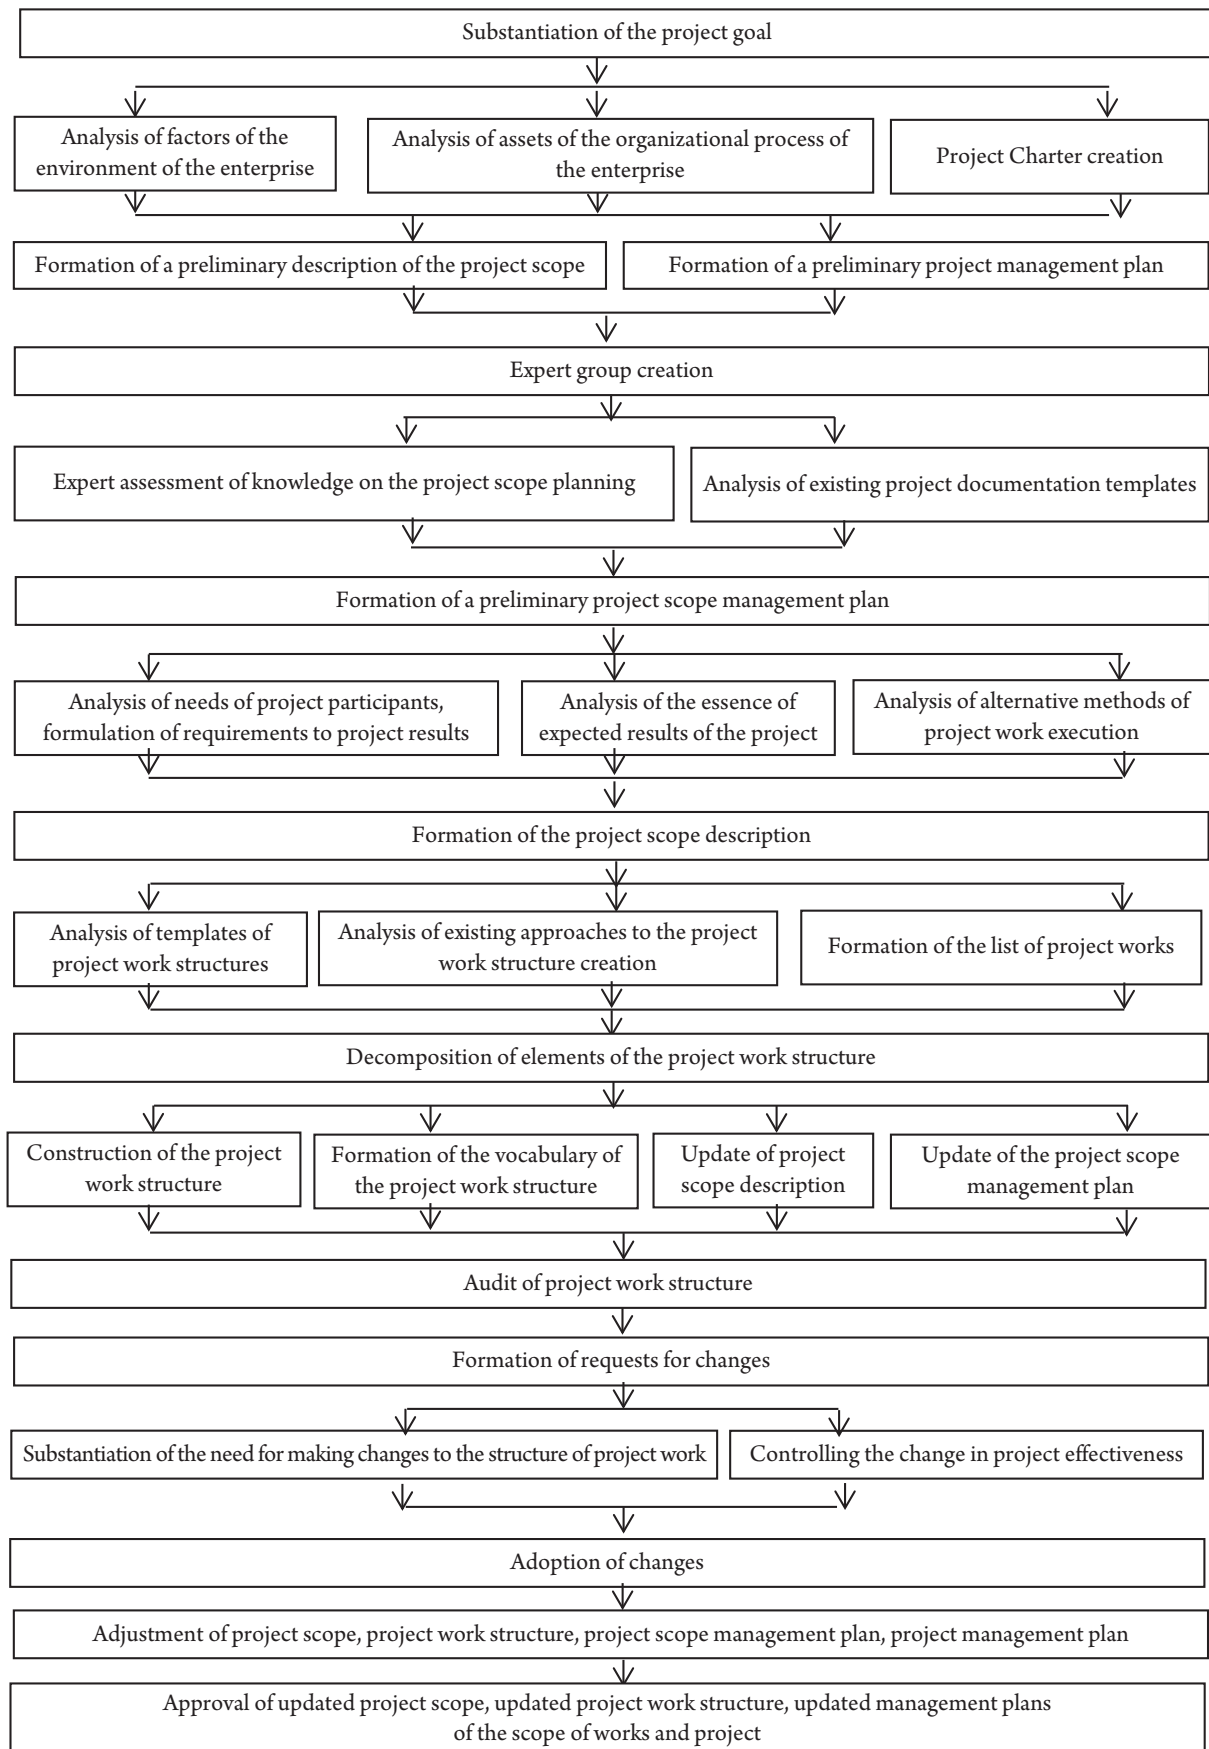 Substantiation of the project goal
Analysis of factors of the
environment of the enterprise
Analysis of assets of the organizational process of
the enterprise
Project Charter creation
Formation of a preliminary description of the project scope
Formation of a preliminary project management plan
Expert group creation
Expert assessment of knowledge on the project scope planning
Analysis of existing project documentation templates
Formation of a preliminary project scope management plan
Analysis of needs of project participants,
formulation of requirements to project results
Analysis of the essence of
expected results of the project
Analysis of alternative methods of
project work execution
Formation of the project scope description
Analysis of templates of
project work structures
Analysis of existing approaches to the project
work structure creation
Formation of the list of project works
Decomposition of elements of the project work structure
Construction of the project
work structure
Formation of the vocabulary of
the project work structure
Update of project
scope description
Update of the project scope
management plan
Audit of project work structure
Formation of requests for changes
Substantiation of the need for making changes to the structure of project work
Controlling the change in project effectiveness
Adoption of changes
Adjustment of project scope, project work structure, project scope management plan, project management plan
Approval of updated project scope, updated project work structure, updated management plans
of the scope of works and project